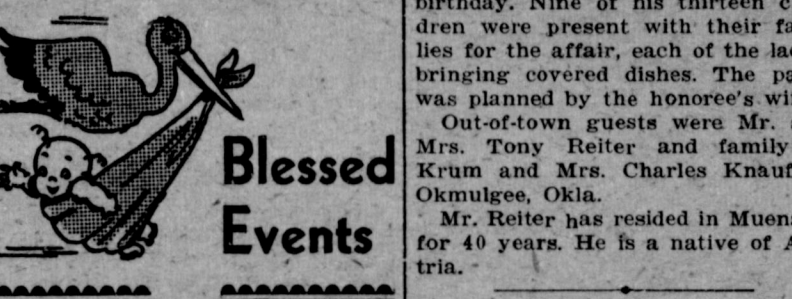 Blessed
Events
birthday. Nine of his thirteen c
dren were present with their fa
lies for the affair, each of the la
bringing covered dishes. The pa
was planned by the honoree's wi
Out-of-town guests were Mr.
Mrs. Tony Reiter and family
Krum and Mrs. Charles Knauf
Okmulgee, Okla.
Mr. Reiter has resided in Muen
for 40 years. He is a native of A
tria.